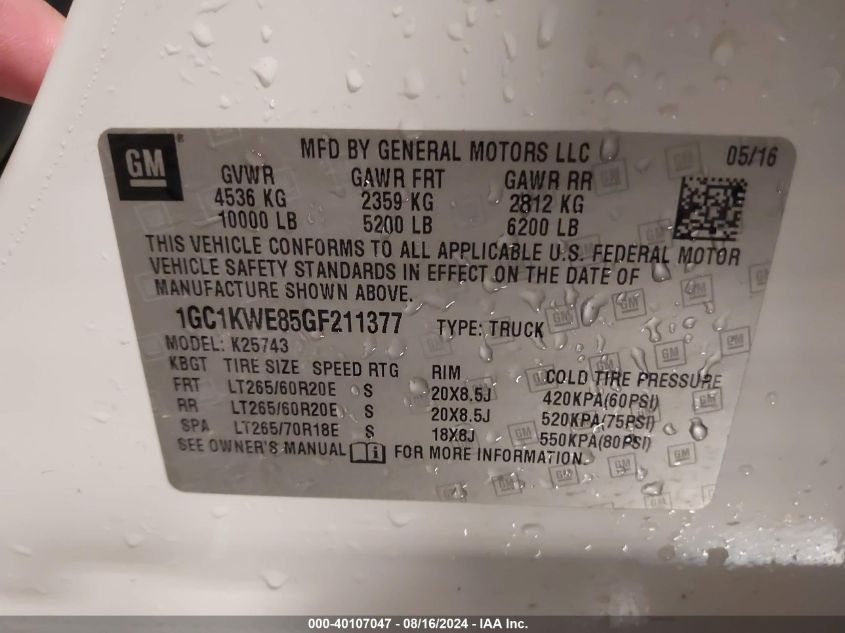 GM ® MFD BY GENERAL MOTORS LLC 05/16
GVWR GAWR FRT GAWR RR
4536 KG 2359 KG 2812 KG
10000 LB 5200 LB 6200 LB
THIS VEHICLE CONFORMS TO ALL APPLICABLE U.S. FEDERAL MOTOR
VEHICLE SAFETY STANDARDS IN EFFECT ON THE DATE OF
MANUFACTURE SHOWN ABOVE.
1GC1KWE85GF211377 TYPE: TRUCK
MODEL: K25743
KBGT TIRE SIZE SPEED RTG RIM COLD TIRE PRESSURE
FRT LT265/60R20E S 20X8.5J 420KPA(60PSI)
RR LT265/60R20E S 20X8.5J 520KPA(75PSI)
SPA LT265/70R18E S 18X8J 550KPA(80PSI)
SEE OWNER'S MANUAL i FOR MORE INFORMATION.
000-40107047 - 08/16/2024 - IAA Inc.